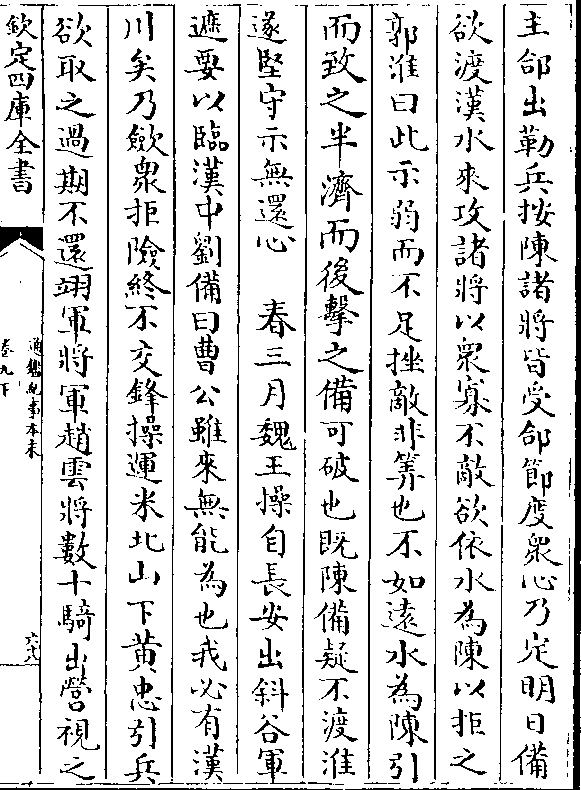 主郃出勒兵按陳諸將皆受郃節度衆心乃定明日備
欲渡漢水來攻諸將以衆寡不敵欲依水為陳以拒之
郭淮曰此示弱而不足挫敵非筭也不如遠水為陳引
而致之半濟而後擊之備可破也既陳備疑不渡淮
遂堅守示無還心 春三月魏王操自長安出斜谷軍
遮要以臨漢中劉備曰曹公雖來無能為也我必有漢
川矣乃斂衆拒險終不交鋒操運米北山下黄忠引兵
欲取之過期不還翊軍將軍趙雲將數十騎出營視之
欽定四庫全書
通鑑紀事本末
卷九下
六十八